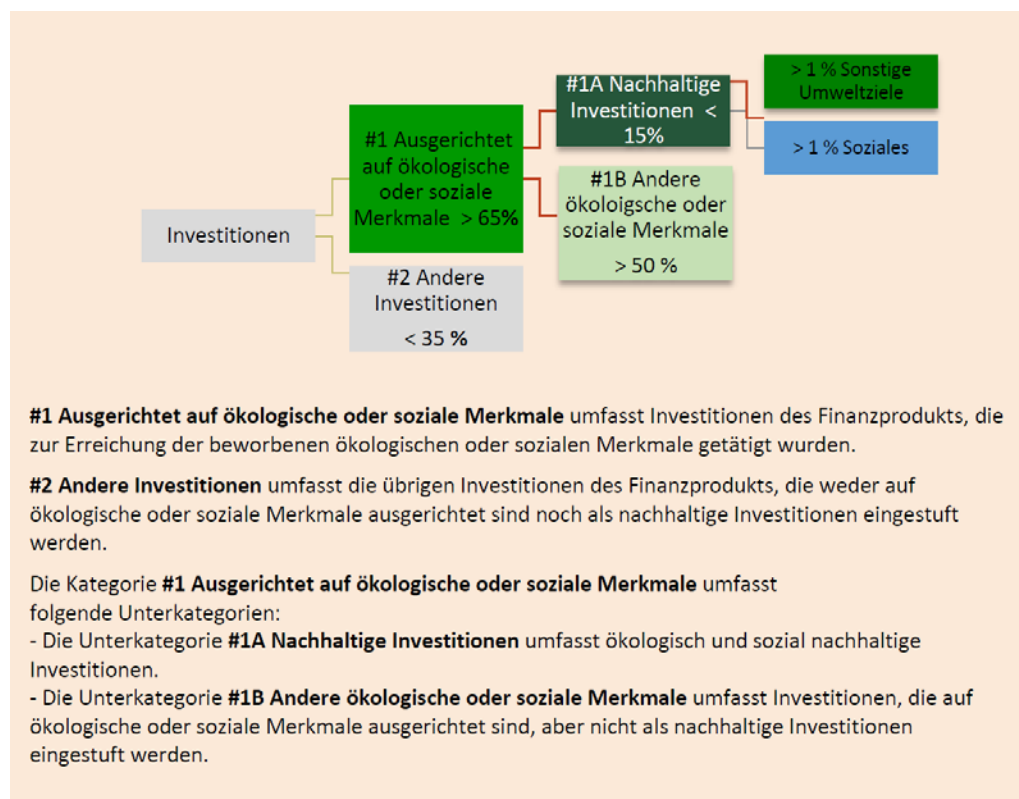 Investitionen
#1 Ausgerichtet
auf ökologische
oder soziale
Merkmale > 65%
#2 Andere
Investitionen
< 35 %
#1A Nachhaltige
Investitionen <
15%
#1B Andere
ökoloigsche oder
soziale Merkmale
> 50 %
> 1 % Sonstige
Umweltziele
> 1 % Soziales
#1 Ausgerichtet auf ökologische oder soziale Merkmale umfasst Investitionen des Finanzprodukts, die
zur Erreichung der beworbenen ökologischen oder sozialen Merkmale getätigt wurden.
#2 Andere Investitionen umfasst die übrigen Investitionen des Finanzprodukts, die weder auf
ökologische oder soziale Merkmale ausgerichtet sind noch als nachhaltige Investitionen eingestuft
werden.
Die Kategorie #1 Ausgerichtet auf ökologische oder soziale Merkmale umfasst
folgende Unterkategorien:
- Die Unterkategorie #1A Nachhaltige Investitionen umfasst ökologisch und sozial nachhaltige
Investitionen.
- Die Unterkategorie #1B Andere ökologische oder soziale Merkmale umfasst Investitionen, die auf
ökologische oder soziale Merkmale ausgerichtet sind, aber nicht als nachhaltige Investitionen
eingestuft werden.